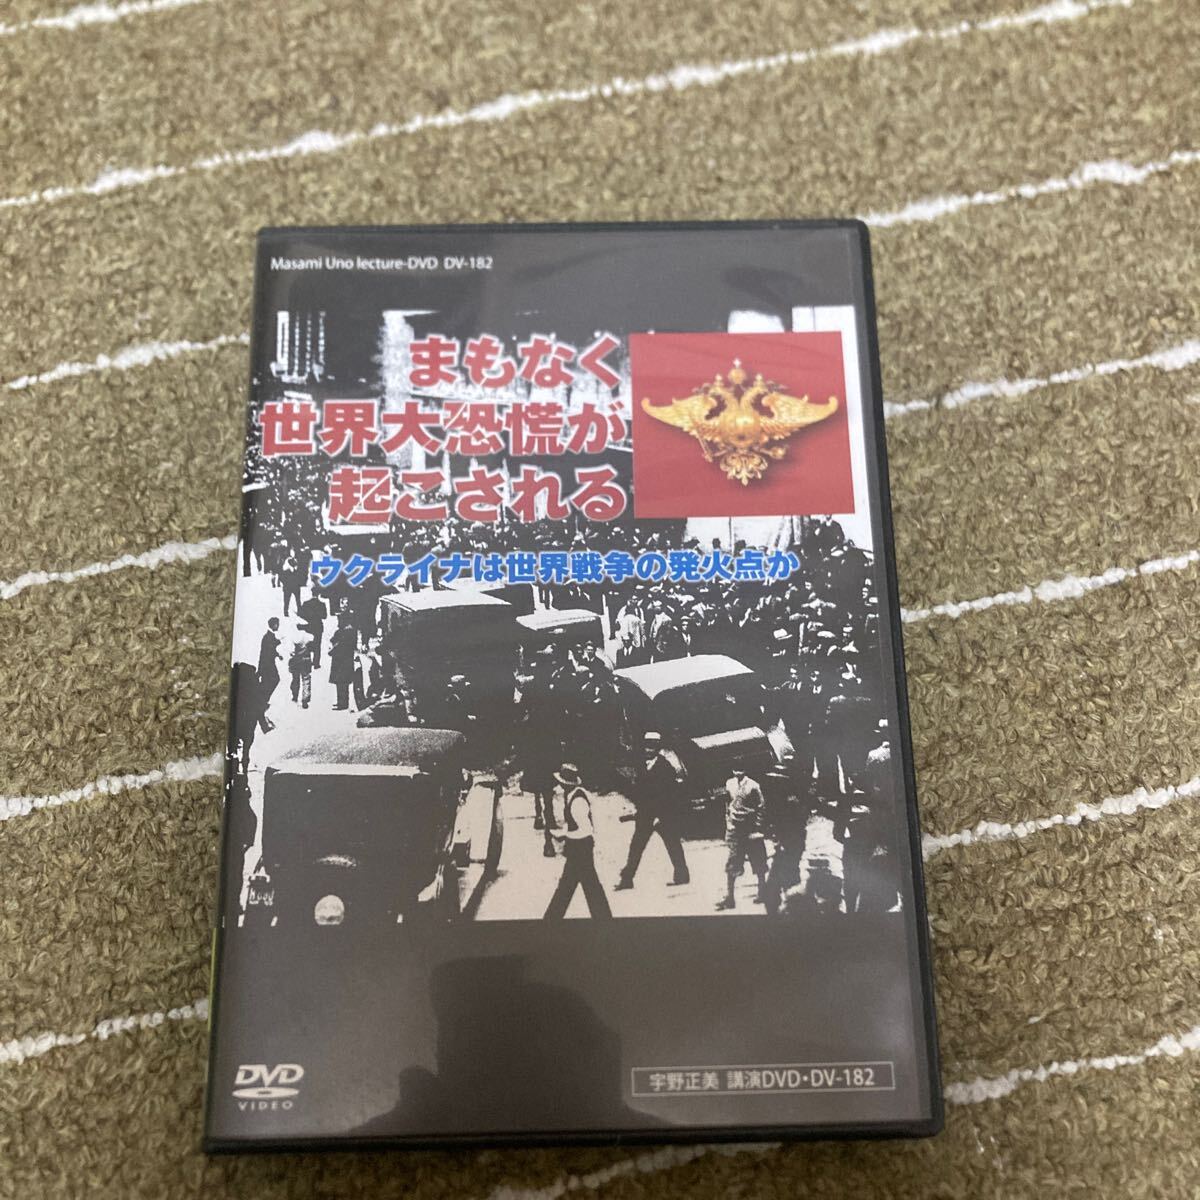 Masami Uno lecture-DVD DV-182
まもなく
世界大恐慌が
起こされる
ウクライナは世界戦争の発火点か
DVD
VIDEO
宇野正美 講演DVD・DV-182